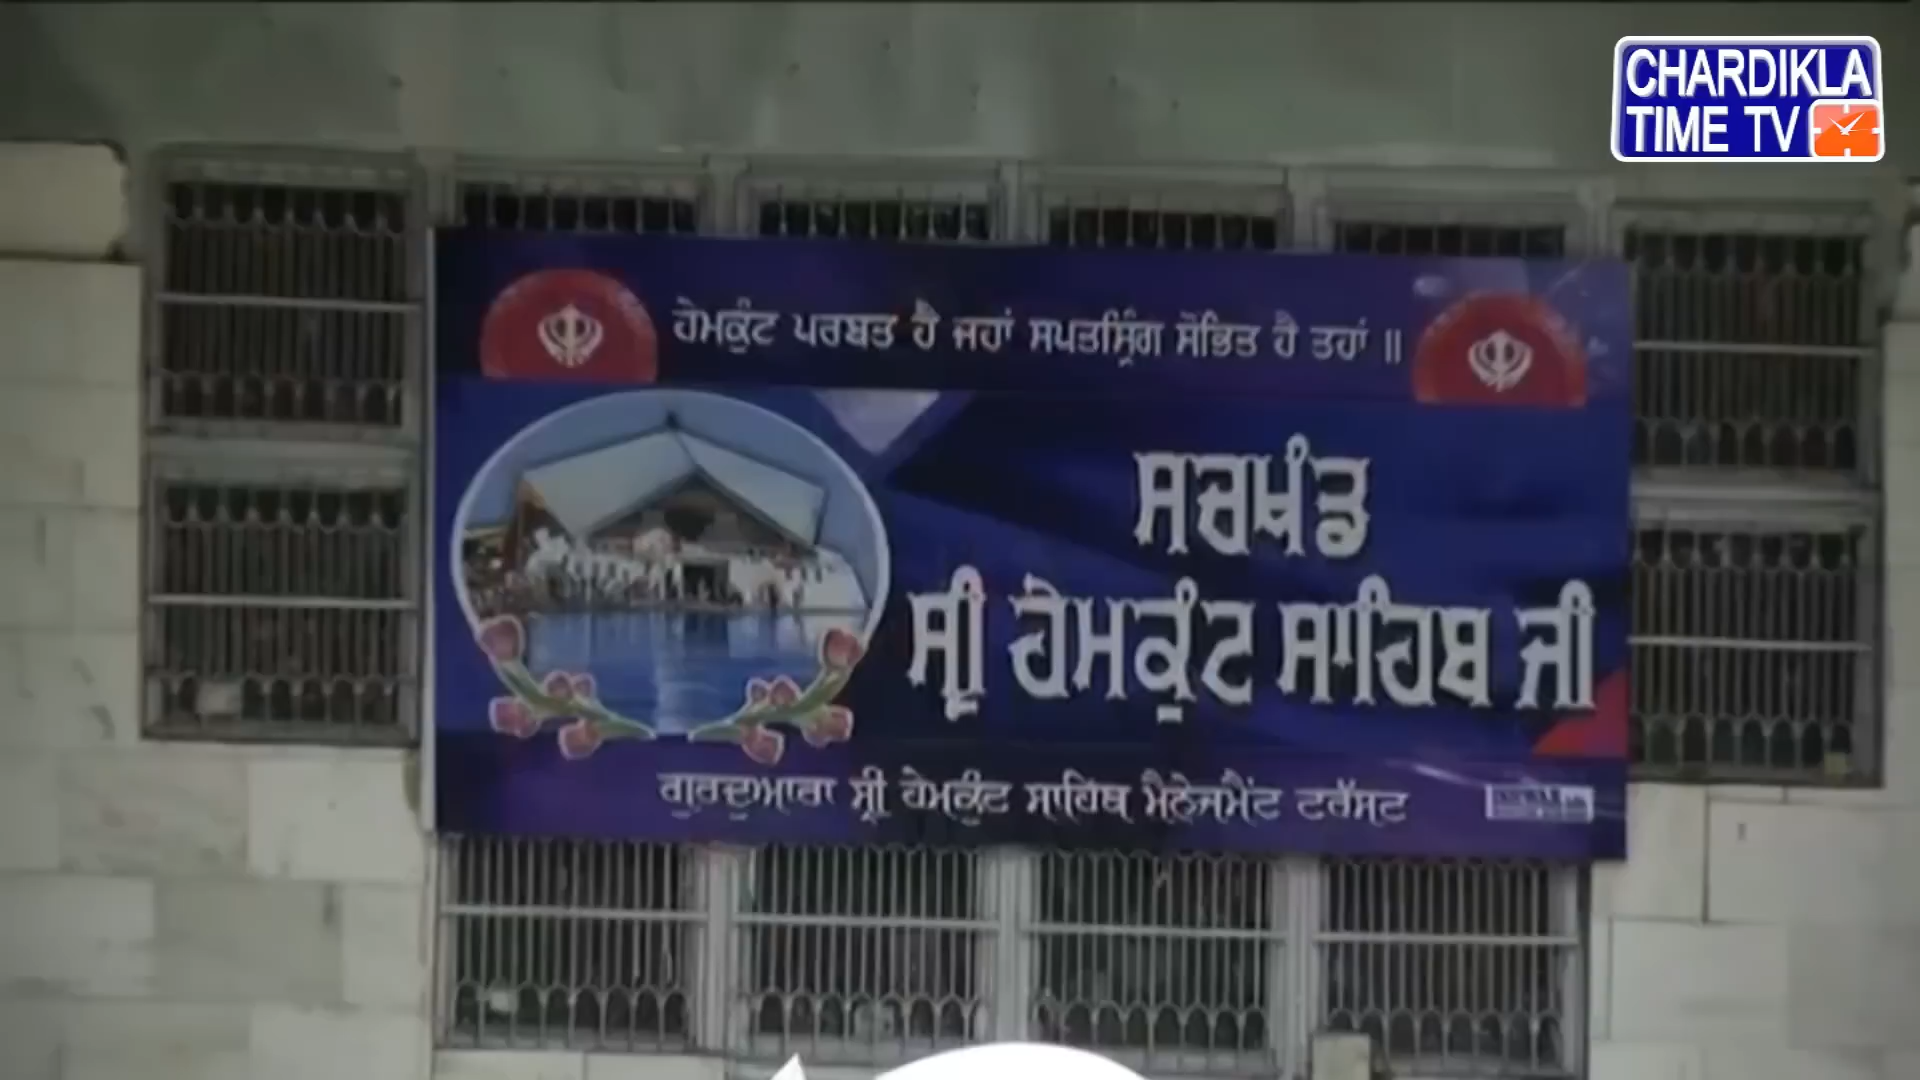 CHARDIKLA
TIME TV
ਹੇਮਕੁੰਟ ਪਰਬਤ ਹੈ ਜਹਾਂ ਸਪਤਸ੍ਰਿੰਗ ਸੋਭਿਤ ਹੈ ਤਹਾਂ ॥
ਸਚਖੰਡ
ਸ੍ਰੀ ਹੇਮਕੁੰਟ ਸਾਹਿਬ ਜੀ
ਗੁਰਦੁਆਰਾ ਸ੍ਰੀ ਹੇਮਕੁੰਟ ਸਾਹਿਬ ਮੈਨੇਜਮੈਂਟ ਟਰੱਸਟ